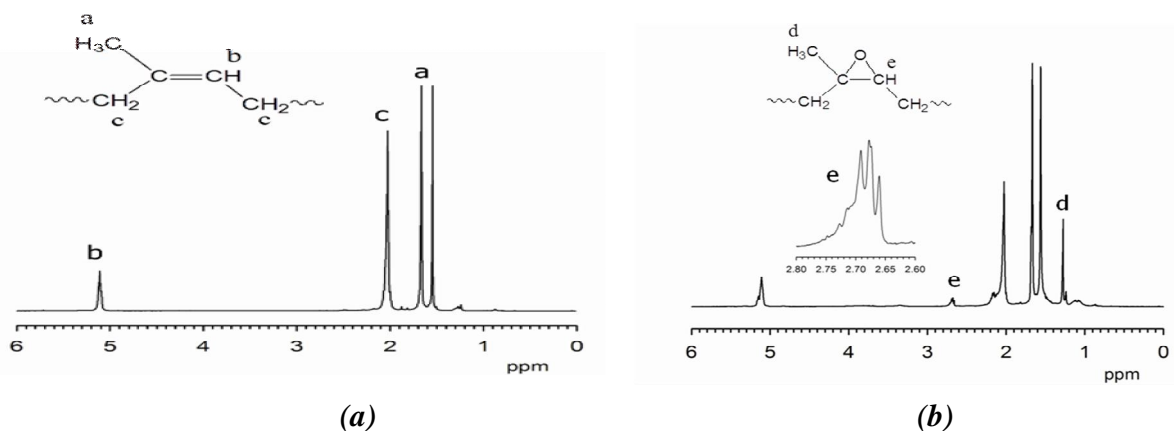 a
H₃C
b
C=CH
CH₂
CH₂
c
c
a
c
b
6 5 4 3 2 1 0
ppm
(a)
d
H₃C
O
e
C
CH
CH₂
CH₂
e
d
2.80 2.75 2.70 2.65 2.60
e
6 5 4 3 2 1 0
ppm
(b)